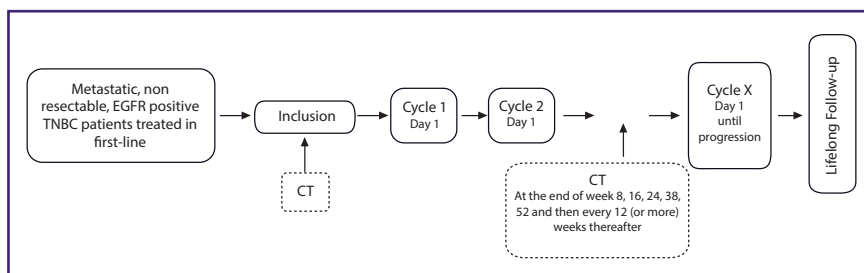 Metastatic, non
resectable, EGFR positive
TNBC patients treated in
first-line
Inclusion
CT
Cycle 1
Day 1
Cycle 2
Day 1
CT
At the end of week 8, 16, 24, 38,
52 and then every 12 (or more)
weeks thereafter
Cycle X
Day 1
until
progression
Lifelong Follow-up